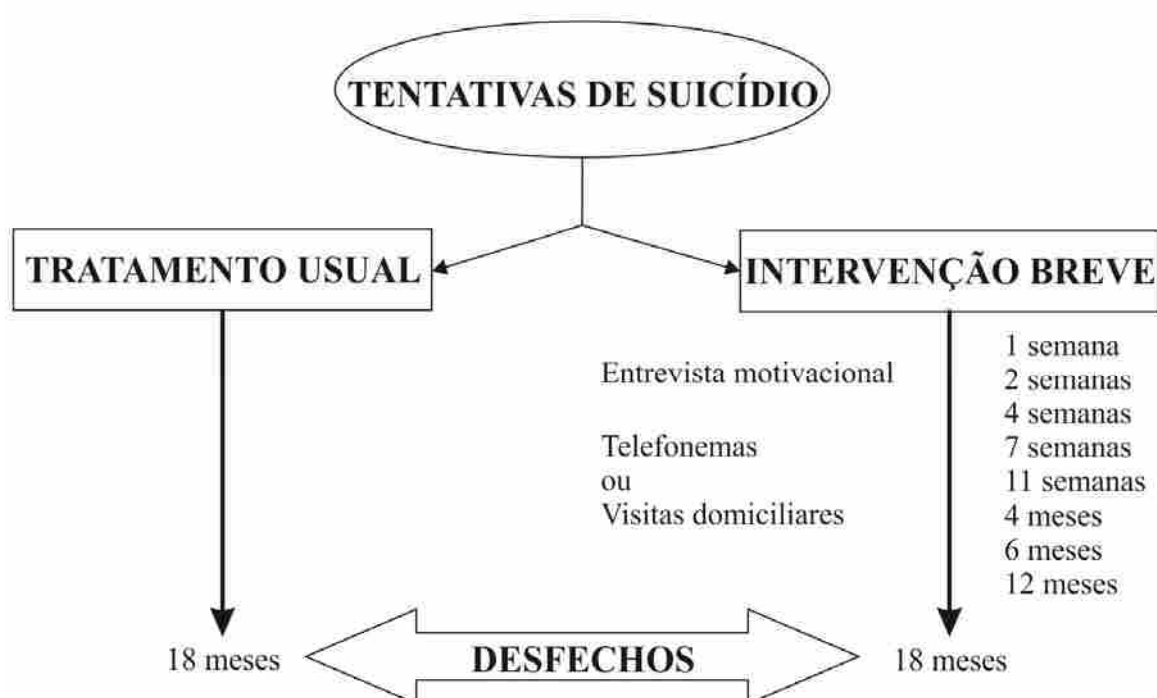 TENTATIVAS DE SUICÍDIO
TRATAMENTO USUAL
INTERVENÇÃO BREVE
Entrevista motivacional
Telefonemas
ou
Visitas domiciliares
1 semana
2 semanas
4 semanas
7 semanas
11 semanas
4 meses
6 meses
12 meses
18 meses
DESFECHOS
18 meses